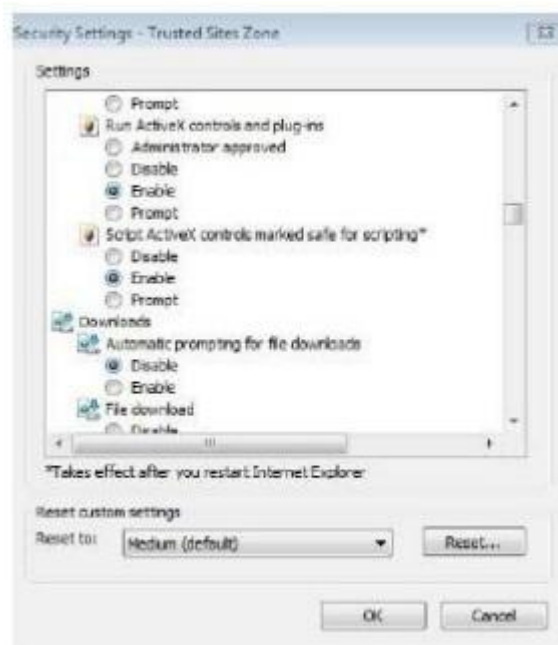 Security Settings - Trusted Sites Zone
Settings
Prompt
Run ActiveX controls and plug-ins
Administrator approved
Disable
Enable
Prompt
Script ActiveX controls marked safe for scripting*
Disable
Enable
Prompt
Downloads
Automatic prompting for file downloads
Disable
Enable
File download
Disable
*Takes effect after you restart Internet Explorer
Reset custom settings
Reset to: Medium (default) Reset...
OK Cancel